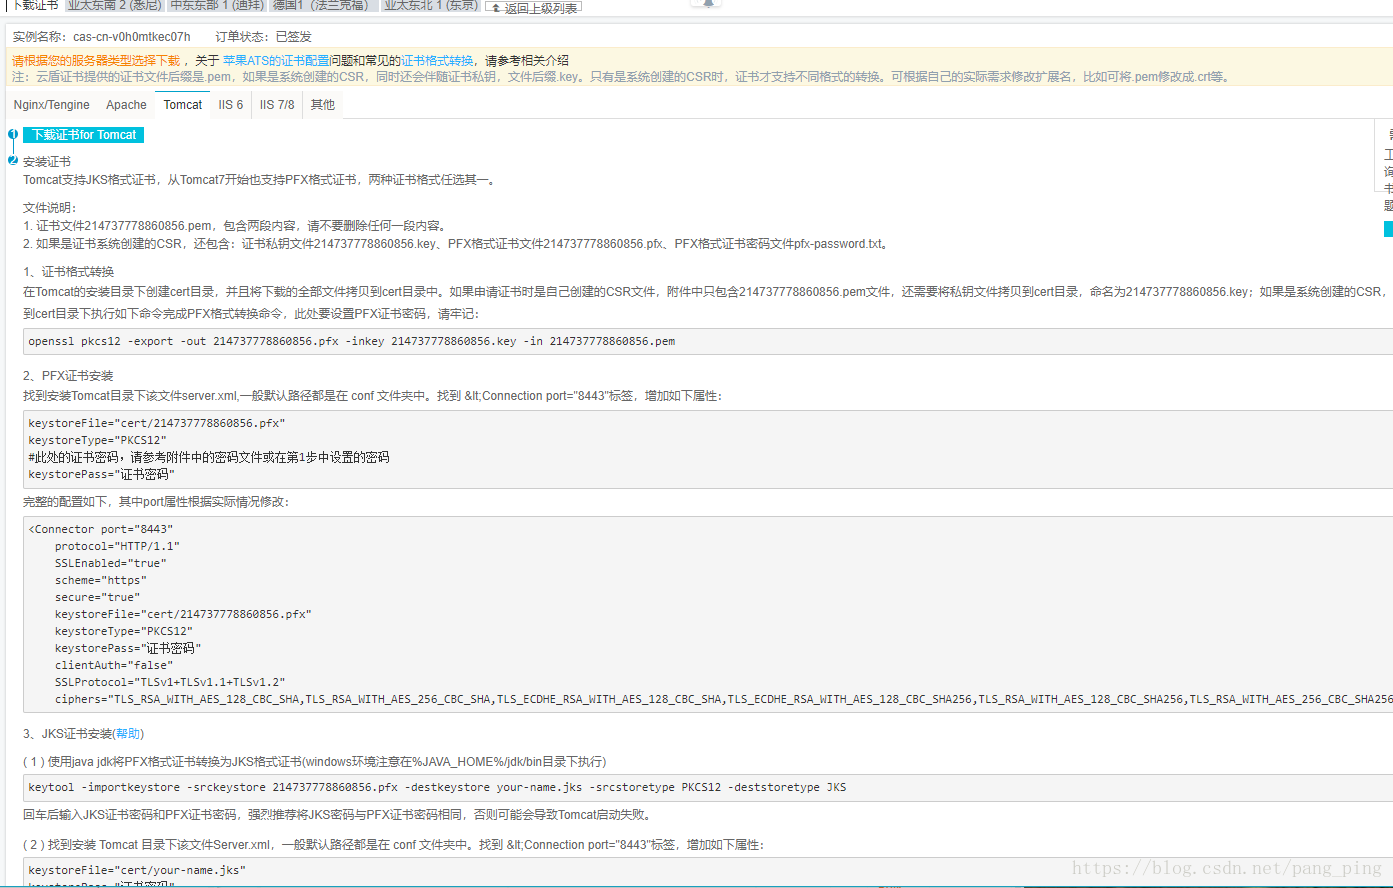 下载证书 亚太东南 2 (悉尼) 中东东部 1 (迪拜) 德国1（法兰克福） 亚太东北 1 (东京) 返回上级列表
实例名称：cas-cn-v0h0mtkec07h 订单状态：已签发
请根据您的服务器类型选择下载 ，关于 苹果ATS的证书配置问题和常见的证书格式转换，请参考相关介绍
注：云盾证书提供的证书文件后缀是.pem，如果是系统创建的CSR，同时还会伴随证书私钥，文件后缀.key。只有是系统创建的CSR时，证书才支持不同格式的转换。可根据自己的实际需求修改扩展名，比如可将.pem修改成.crt等。
Nginx/Tengine Apache Tomcat IIS 6 IIS 7/8 其他
1 下载证书for Tomcat
2 安装证书
工
Tomcat支持JKS格式证书，从Tomcat7开始也支持PFX格式证书，两种证书格式任选其一。
询
书
文件说明：
题
1. 证书文件214737778860856.pem，包含两段内容，请不要删除任何一段内容。
2. 如果是证书系统创建的CSR，还包含：证书私钥文件214737778860856.key、PFX格式证书文件214737778860856.pfx、PFX格式证书密码文件pfx-password.txt。
1、证书格式转换
在Tomcat的安装目录下创建cert目录，并且将下载的全部文件拷贝到cert目录中。如果申请证书时是自己创建的CSR文件，附件中只包含214737778860856.pem文件，还需要将私钥文件拷贝到cert目录，命名为214737778860856.key；如果是系统创建的CSR，
到cert目录下执行如下命令完成PFX格式转换命令，此处要设置PFX证书密码，请牢记：
openssl pkcs12 -export -out 214737778860856.pfx -inkey 214737778860856.key -in 214737778860856.pem
2、PFX证书安装
找到安装Tomcat目录下该文件server.xml,一般默认路径都是在 conf 文件夹中。找到 &lt;Connection port="8443"标签，增加如下属性：
keystoreFile="cert/214737778860856.pfx"
keystoreType="PKCS12"
#此处的证书密码，请参考附件中的密码文件或在第1步中设置的密码
keystorePass="证书密码"
完整的配置如下，其中port属性根据实际情况修改：
<Connector port="8443"
protocol="HTTP/1.1"
SSLEnabled="true"
scheme="https"
secure="true"
keystoreFile="cert/214737778860856.pfx"
keystoreType="PKCS12"
keystorePass="证书密码"
clientAuth="false"
SSLProtocol="TLSv1+TLSv1.1+TLSv1.2"
ciphers="TLS_RSA_WITH_AES_128_CBC_SHA,TLS_RSA_WITH_AES_256_CBC_SHA,TLS_ECDHE_RSA_WITH_AES_128_CBC_SHA,TLS_ECDHE_RSA_WITH_AES_128_CBC_SHA256,TLS_RSA_WITH_AES_128_CBC_SHA256,TLS_RSA_WITH_AES_256_CBC_SHA256
3、JKS证书安装(帮助)
( 1 ) 使用java jdk将PFX格式证书转换为JKS格式证书(windows环境注意在%JAVA_HOME%/jdk/bin目录下执行)
keytool -importkeystore -srckeystore 214737778860856.pfx -destkeystore your-name.jks -srcstoretype PKCS12 -deststoretype JKS
回车后输入JKS证书密码和PFX证书密码，强烈推荐将JKS密码与PFX证书密码相同，否则可能会导致Tomcat启动失败。
( 2 ) 找到安装 Tomcat 目录下该文件Server.xml，一般默认路径都是在 conf 文件夹中。找到 &lt;Connection port="8443"标签，增加如下属性：
keystoreFile="cert/your-name.jks"
keystorePass="证书密码"
https://blog.csdn.net/pang_ping